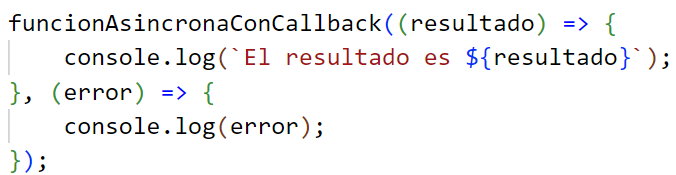 funcionAsincronaConCallback((resultado) => {
    console.log(`El resultado es ${resultado}`);
}, (error) => {
    console.log(error);
});